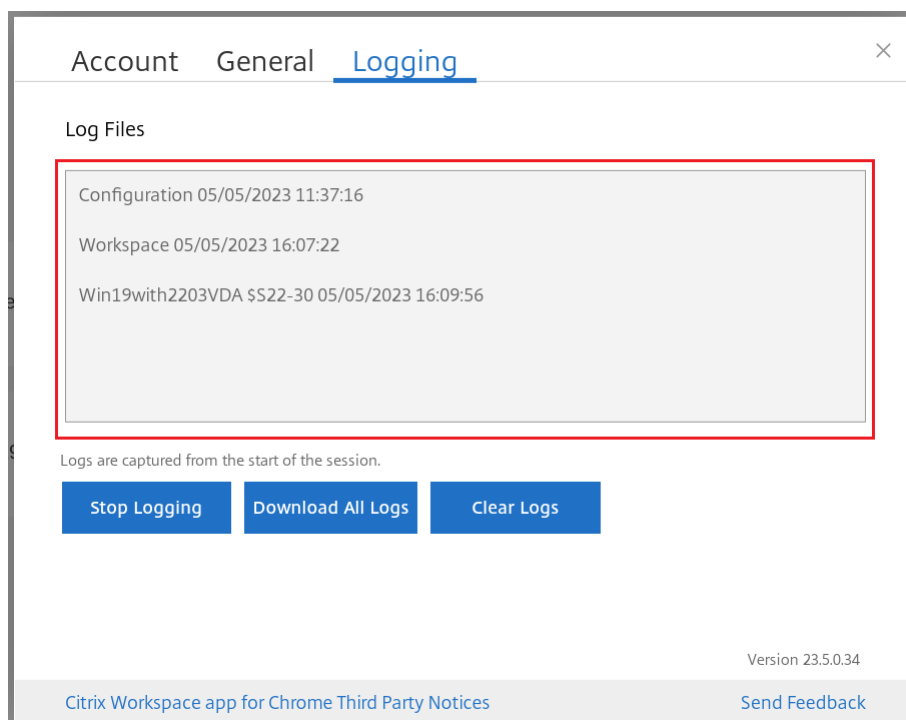 Account General Logging
Log Files
Configuration 05/05/2023 11:37:16
Workspace 05/05/2023 16:07:22
Win19with2203VDA $S22-30 05/05/2023 16:09:56
Logs are captured from the start of the session.
Stop Logging Download All Logs Clear Logs
Version 23.5.0.34
Citrix Workspace app for Chrome Third Party Notices Send Feedback